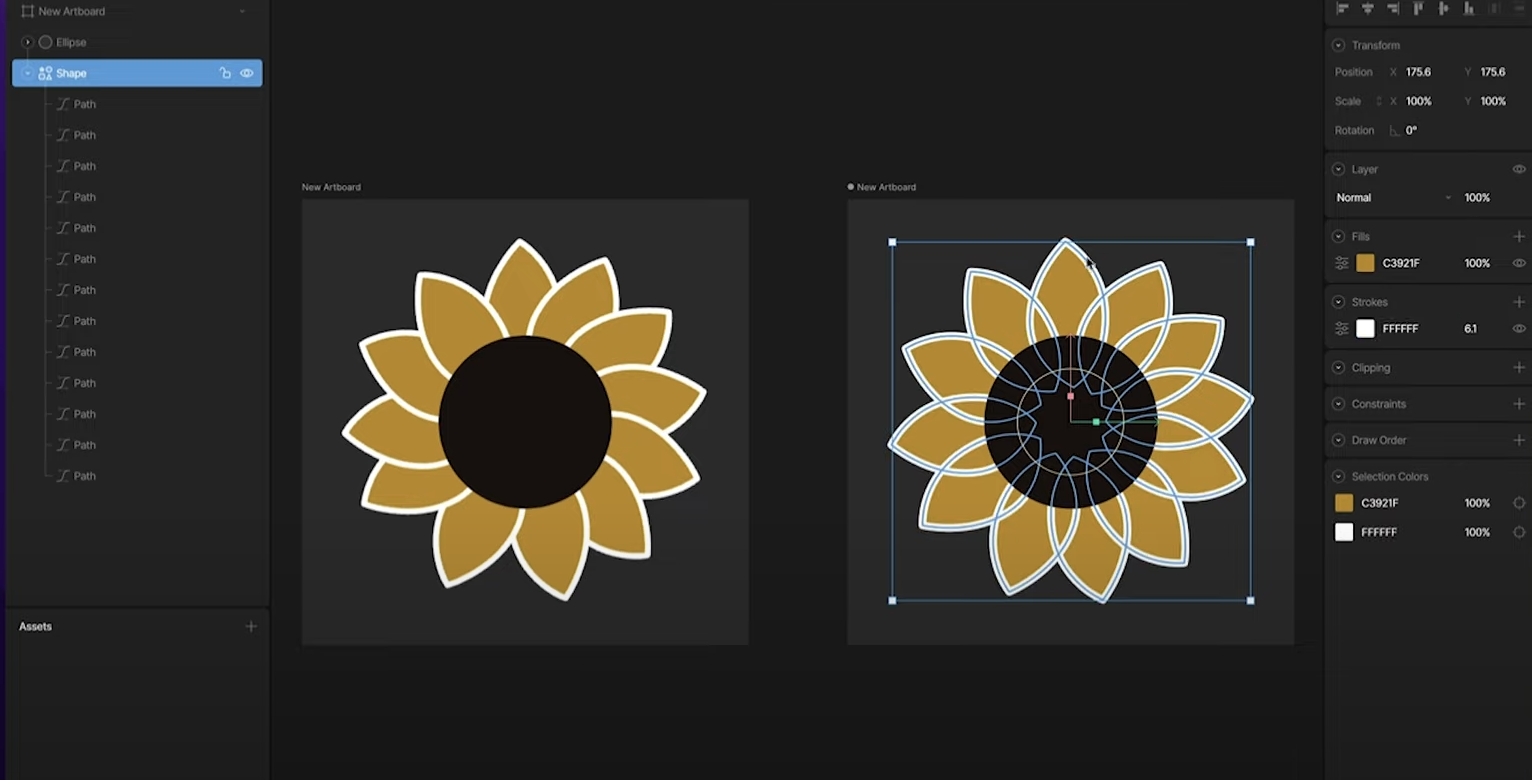 New Artboard
Ellipse
Shape
Path
Path
Path
Path
Path
Path
Path
Path
Path
Path
Path
Path
Path
Assets
New Artboard
New Artboard
Transform
Position X 175.6 Y 175.6
Scale X 100% Y 100%
Rotation 0°
Layer
Normal 100%
Fills
C3921F 100%
Strokes
FFFFFF 6.1
Clipping
Constraints
Draw Order
Selection Colors
C3921F 100%
FFFFFF 100%